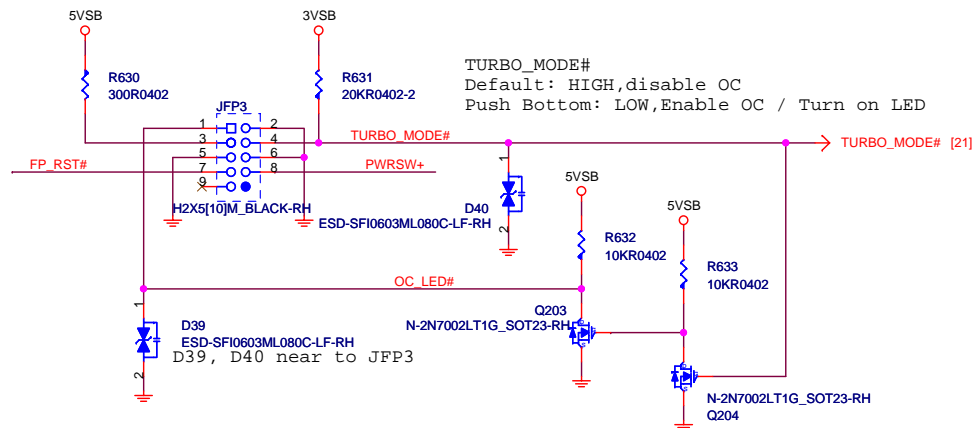 5VSB
3VSB
R630
300R0402
R631
20KR0402-2
TURBO_MODE#
Default: HIGH,disable OC
Push Bottom: LOW,Enable OC / Turn on LED
JFP3
1
2
3
4
5
6
7
8
9
TURBO_MODE#
TURBO_MODE# [21]
FP_RST#
PWRSW+
H2X5[10]M_BLACK-RH
1
D40
ESD-SFI0603ML080C-LF-RH
2
5VSB
5VSB
R632
10KR0402
R633
10KR0402
OC_LED#
1
D39
ESD-SFI0603ML080C-LF-RH
2
D39, D40 near to JFP3
Q203
N-2N7002LT1G_SOT23-RH
N-2N7002LT1G_SOT23-RH
Q204